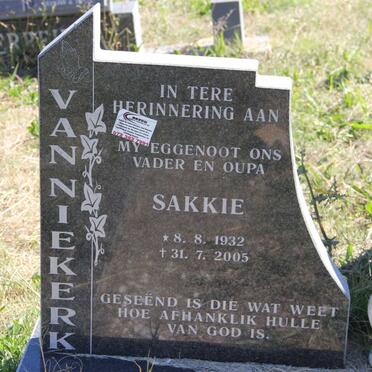 VAN NIEKERK
IN TERE
HERINNERING AAN
MY EGGENOOT ONS
VADER EN OUPA
SAKKIE
* 8. 8. 1932
† 31. 7. 2005
GESEËND IS DIE WAT WEET
HOE AFHANKLIK HULLE
VAN GOD IS.